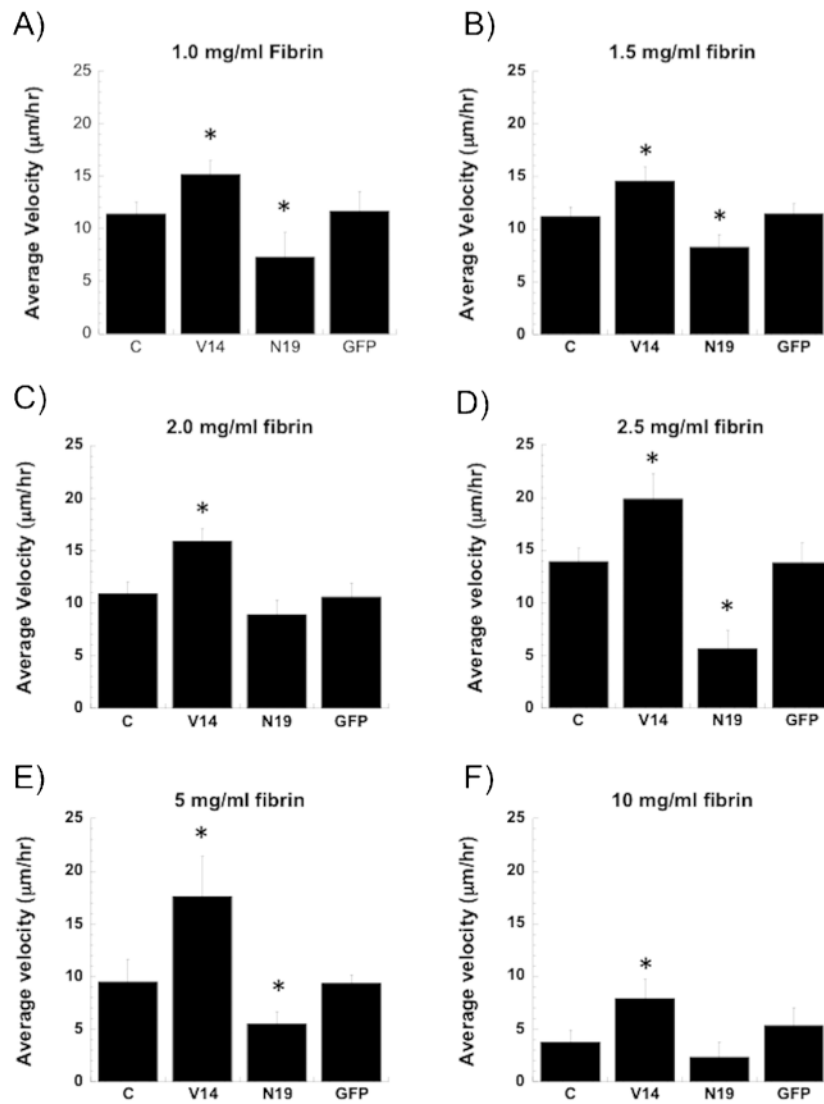 A)
1.0 mg/ml Fibrin
Average Velocity (μm/hr)
25
20
15
10
5
0
*
*
C V14 N19 GFP
B)
1.5 mg/ml fibrin
Average Velocity (μm/hr)
25
20
15
10
5
0
*
*
C V14 N19 GFP
C)
2.0 mg/ml fibrin
Average Velocity (μm/hr)
25
20
15
10
5
0
*
C V14 N19 GFP
D)
2.5 mg/ml fibrin
Average velocity (μm/hr)
25
20
15
10
5
0
*
*
C V14 N19 GFP
E)
5 mg/ml fibrin
Average velocity (μm/hr)
25
20
15
10
5
0
*
*
C V14 N19 GFP
F)
10 mg/ml fibrin
Average velocity (μm/hr)
25
20
15
10
5
0
*
C V14 N19 GFP